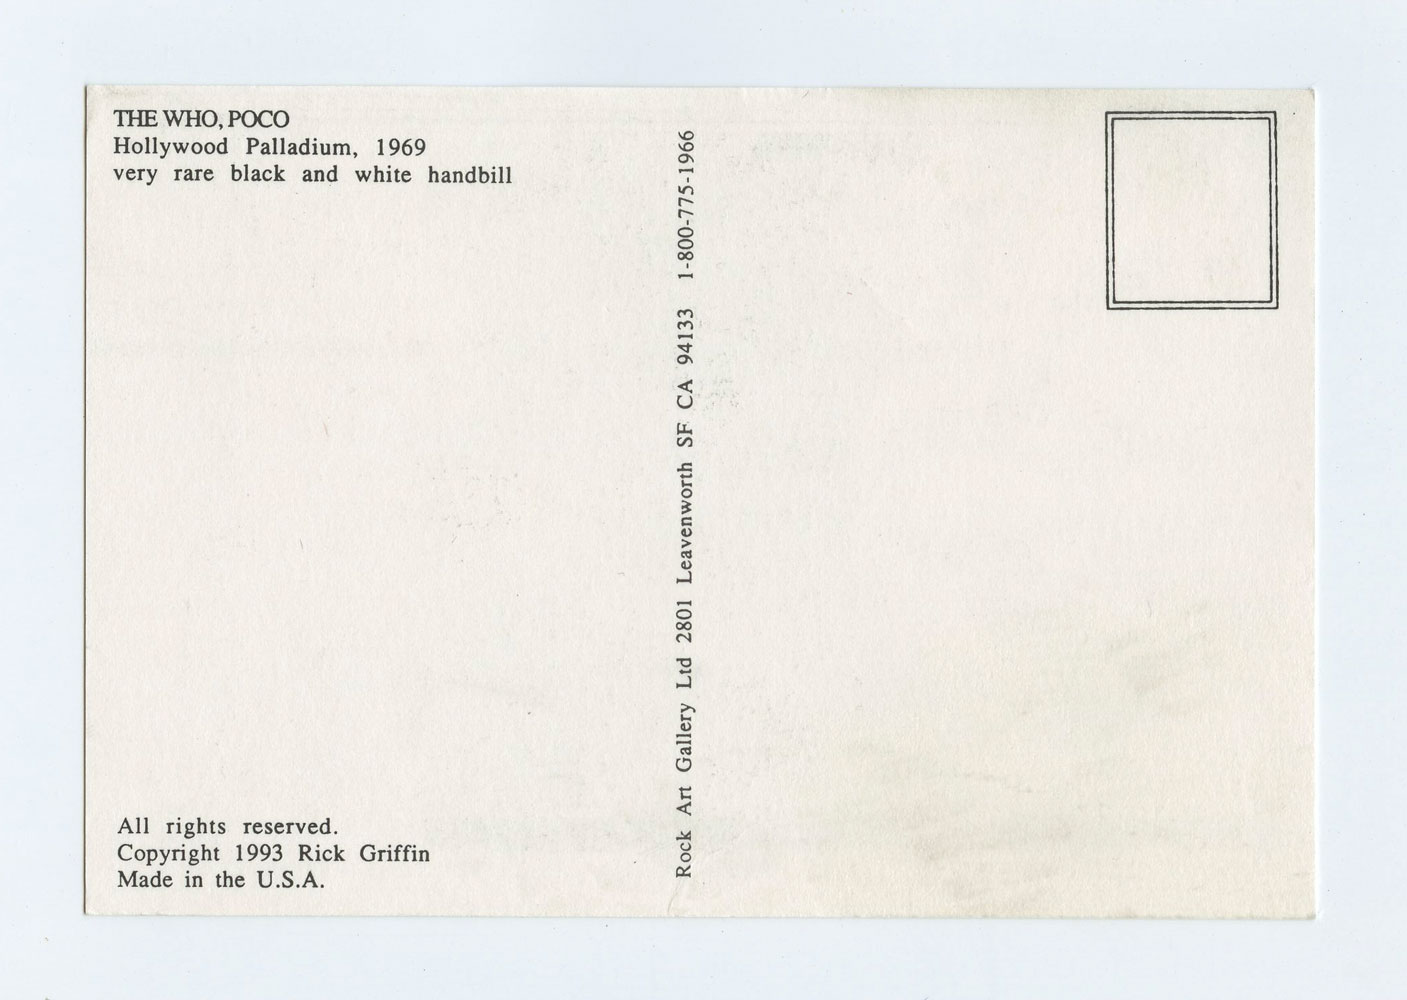 THE WHO, POCO
Hollywood Palladium, 1969
very rare black and white handbill
Rock Art Gallery Ltd 2801 Leavenworth SF CA 94133 1-800-775-1966
All rights reserved.
Copyright 1993 Rick Griffin
Made in the U.S.A.